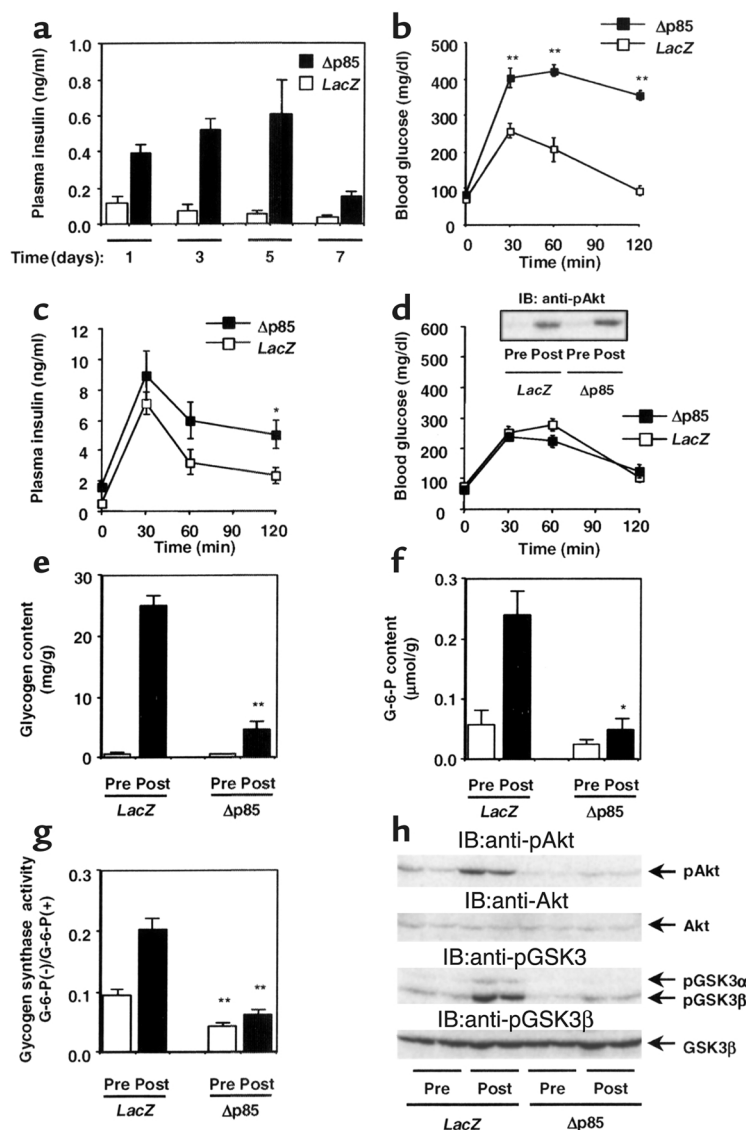 a
Plasma insulin (ng/ml)
1.0
0.8
0.6
0.4
0.2
0.0
Δp85
LacZ
Time (days): 1 3 5 7
b
Blood glucose (mg/dl)
500
400
300
200
100
0
Δp85
LacZ
** ** **
0 30 60 90 120
Time (min)
c
Plasma insulin (ng/ml)
12
10
8
6
4
2
0
Δp85
LacZ
*
0 30 60 90 120
Time (min)
d
IB: anti-pAkt
Pre Post Pre Post
LacZ Δp85
Blood glucose (mg/dl)
600
500
400
300
200
100
0
Δp85
LacZ
0 30 60 90 120
Time (min)
e
Glycogen content
(mg/g)
30
20
10
0
**
Pre Post Pre Post
LacZ Δp85
f
G-6-P content
(μmol/g)
0.3
0.2
0.1
0.0
*
Pre Post Pre Post
LacZ Δp85
g
Gycogen synthase activity
G-6-P(-)/G-6-P(+)
0.3
0.2
0.1
0.0
** **
Pre Post Pre Post
LacZ Δp85
h
IB:anti-pAkt
pAkt
IB:anti-Akt
Akt
IB:anti-pGSK3
pGSK3α
pGSK3β
IB:anti-pGSK3β
GSK3β
Pre Post Pre Post
LacZ Δp85